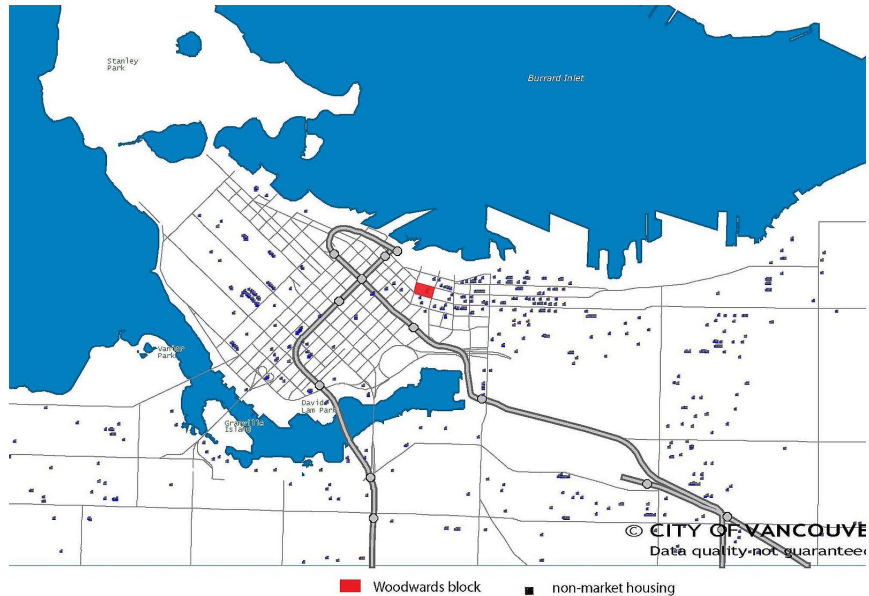 Stanley
Park
Burrard Inlet
Vanier
Park
David
Lam Park
Granville
Island
© CITY OF VANCOUVE
Data quality not guaranteed
Woodwards block
non-market housing